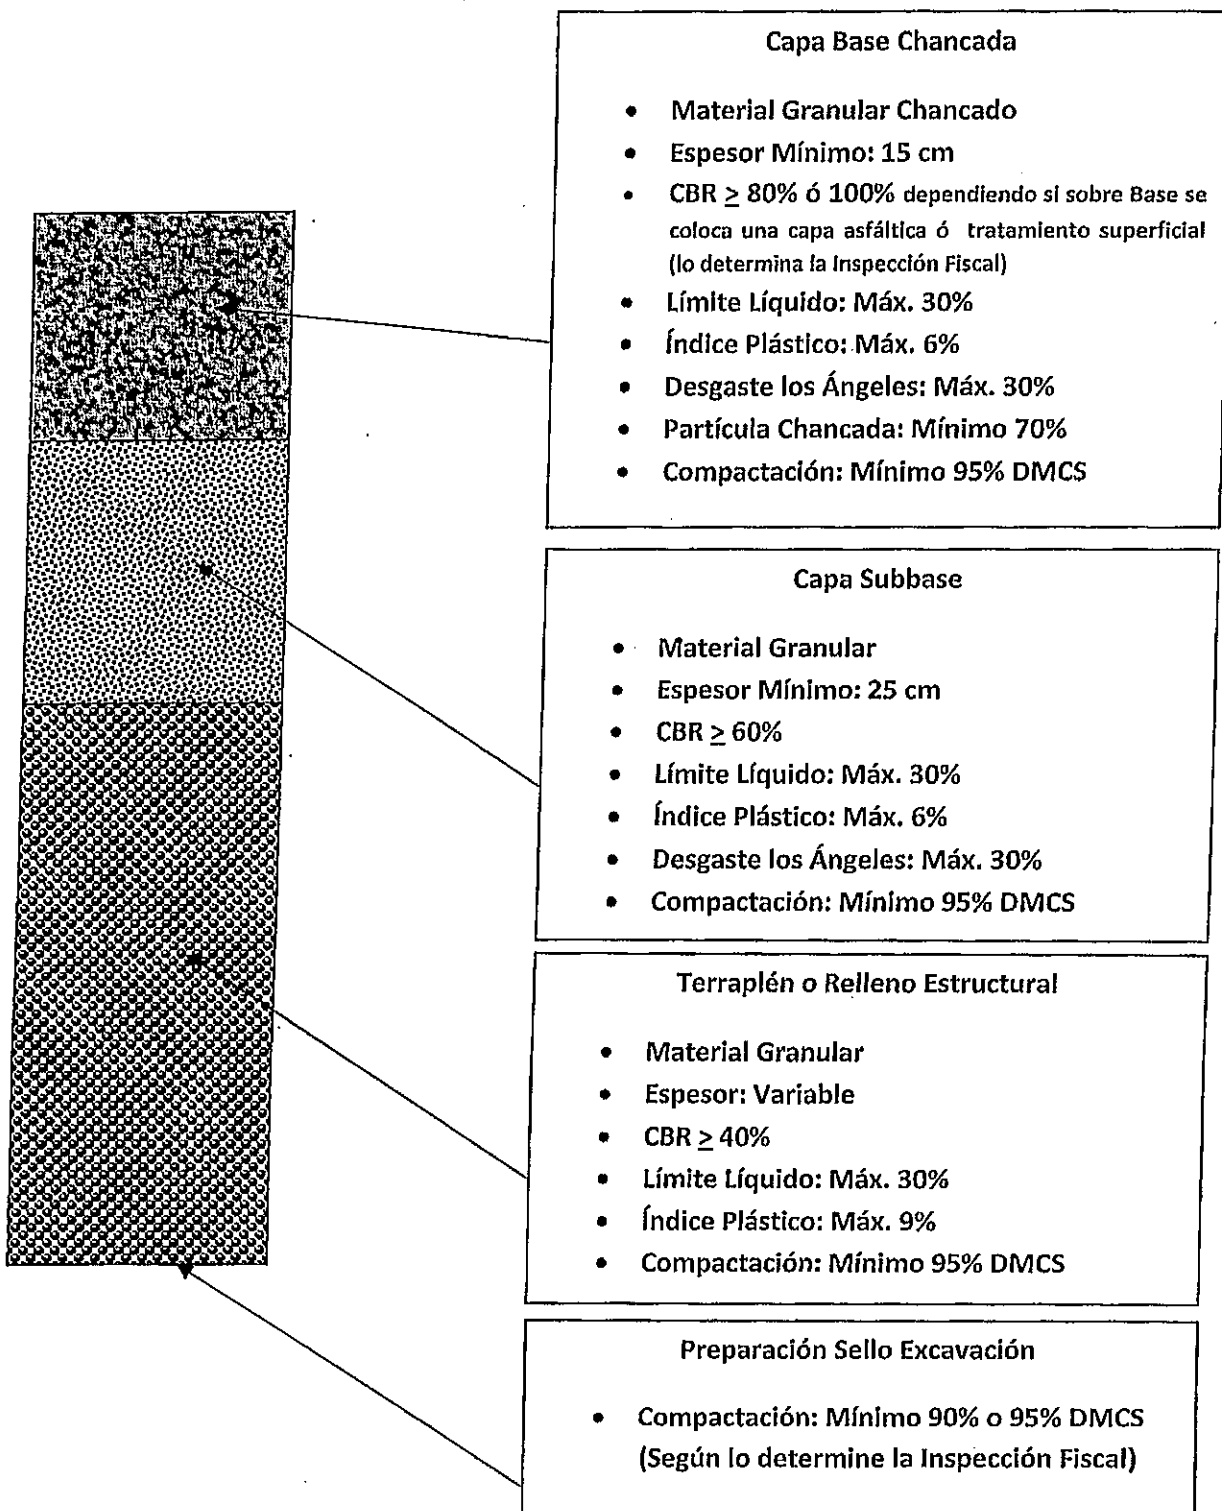 Capa Base Chancada
• Material Granular Chancado
• Espesor Mínimo: 15 cm
• CBR ≥ 80% ó 100% dependiendo si sobre Base se
coloca una capa asfáltica ó tratamiento superficial
(lo determina la Inspección Fiscal)
• Límite Líquido: Máx. 30%
• Índice Plástico: Máx. 6%
• Desgaste los Ángeles: Máx. 30%
• Partícula Chancada: Mínimo 70%
• Compactación: Mínimo 95% DMCS
Capa Subbase
• Material Granular
• Espesor Mínimo: 25 cm
• CBR ≥ 60%
• Límite Líquido: Máx. 30%
• Índice Plástico: Máx. 6%
• Desgaste los Ángeles: Máx. 30%
• Compactación: Mínimo 95% DMCS
Terraplén o Relleno Estructural
• Material Granular
• Espesor: Variable
• CBR ≥ 40%
• Límite Líquido: Máx. 30%
• Índice Plástico: Máx. 9%
• Compactación: Mínimo 95% DMCS
Preparación Sello Excavación
• Compactación: Mínimo 90% o 95% DMCS
(Según lo determine la Inspección Fiscal)